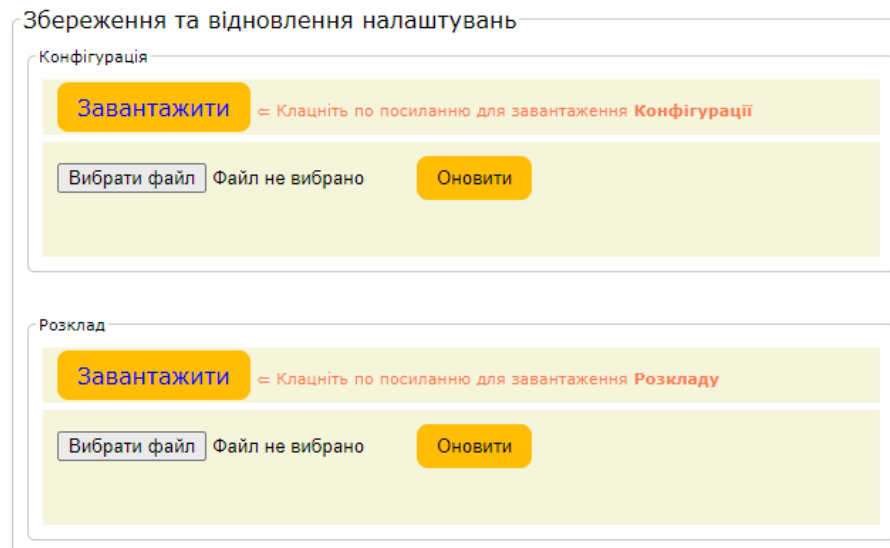 Збереження та відновлення налаштувань
Конфігурація
Завантажити ⇐ Клацніть по посиланню для завантаження Конфігурації
Вибрати файл Файл не вибрано Оновити
Розклад
Завантажити ⇐ Клацніть по посиланню для завантаження Розкладу
Вибрати файл Файл не вибрано Оновити